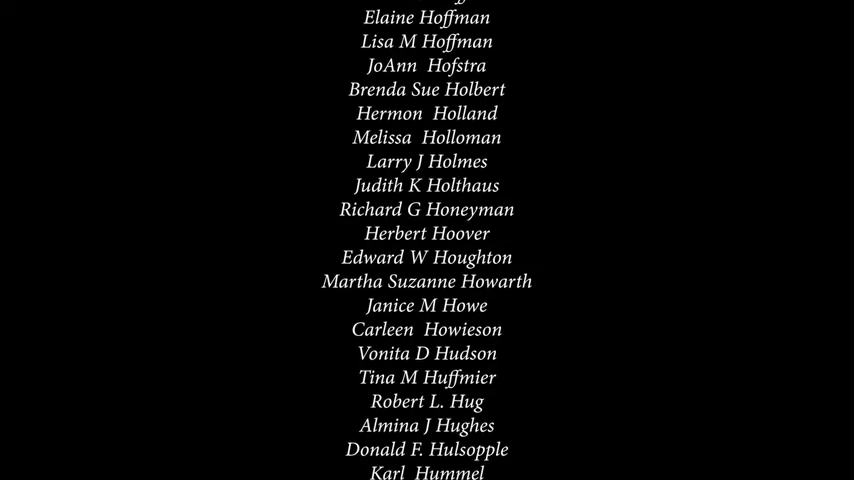 Elaine Hoffman
Lisa M Hoffman
JoAnn  Hofstra
Brenda Sue Holbert
Hermon  Holland
Melissa  Holloman
Larry J Holmes
Judith K Holthaus
Richard G Honeyman
Herbert Hoover
Edward W Houghton
Martha Suzanne Howarth
Janice M Howe
Carleen  Howieson
Vonita D Hudson
Tina M Huffmier
Robert L. Hug
Almina J Hughes
Donald F. Hulsopple
Karl  Hummel